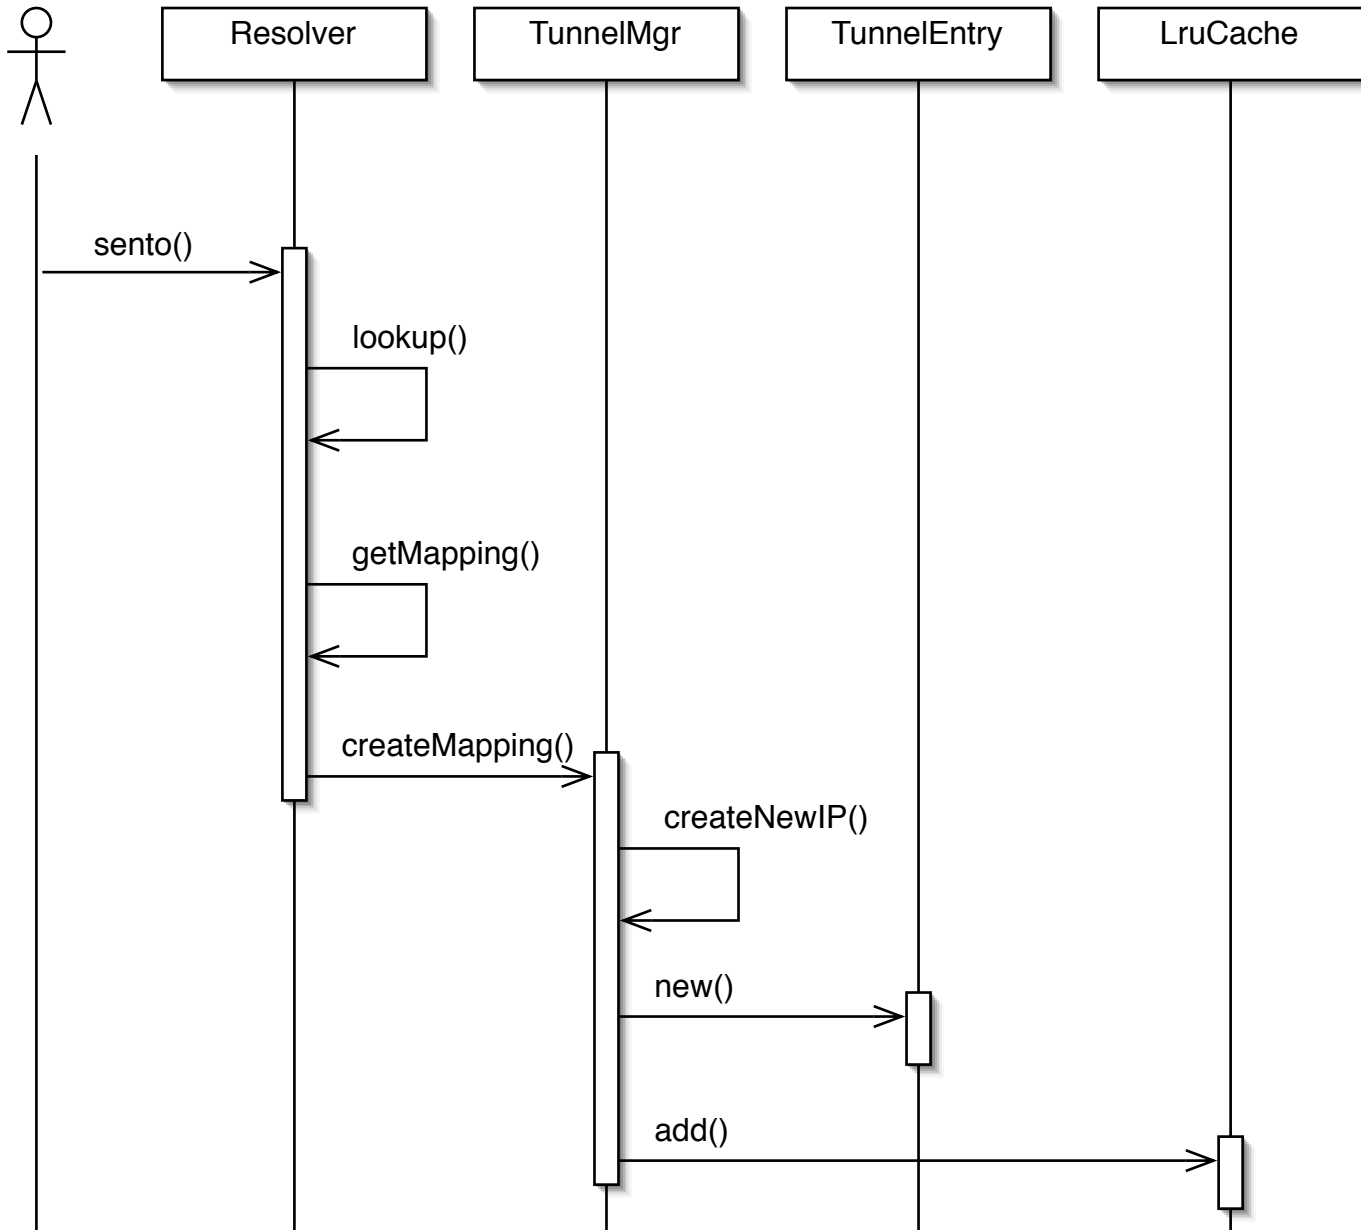 Resolver
TunnelMgr
TunnelEntry
LruCache
sento()
lookup()
getMapping()
createMapping()
createNewIP()
new()
add()